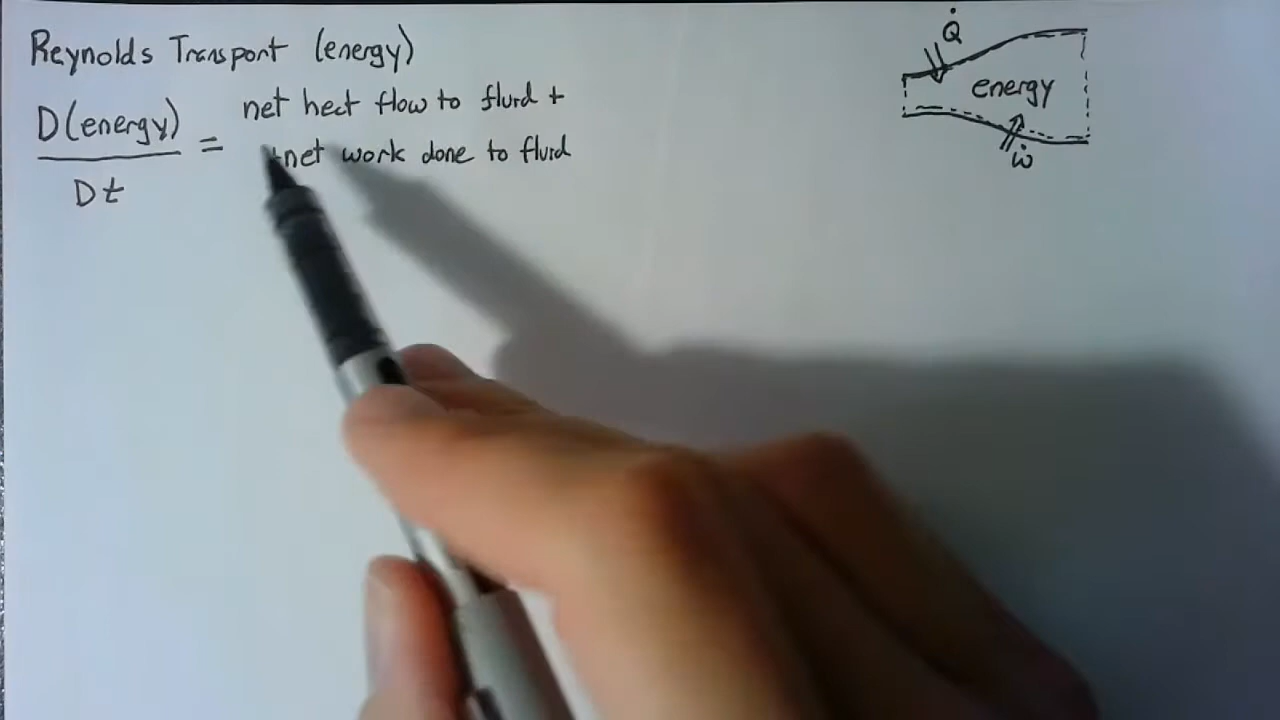 Reynolds Transport (energy)
D(energy)
Dt
=
net heat flow to fluid +
+net work done to fluid
Q̇
energy
ẇ